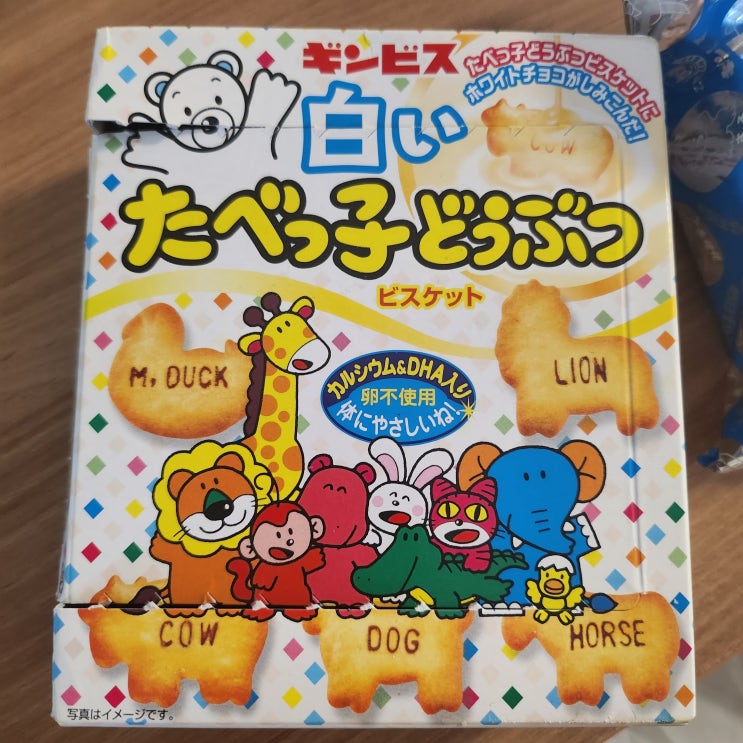 ギンビス
たべっ子どうぶつビスケットに
ホワイトチョコがしみこんだ!
白い
COW
たべっ子どうぶつ
ビスケット
M, DUCK
LION
カルシウム&DHA入り
卵不使用
体にやさしいね!
COW
DOG
HORSE
写真はイメージです。